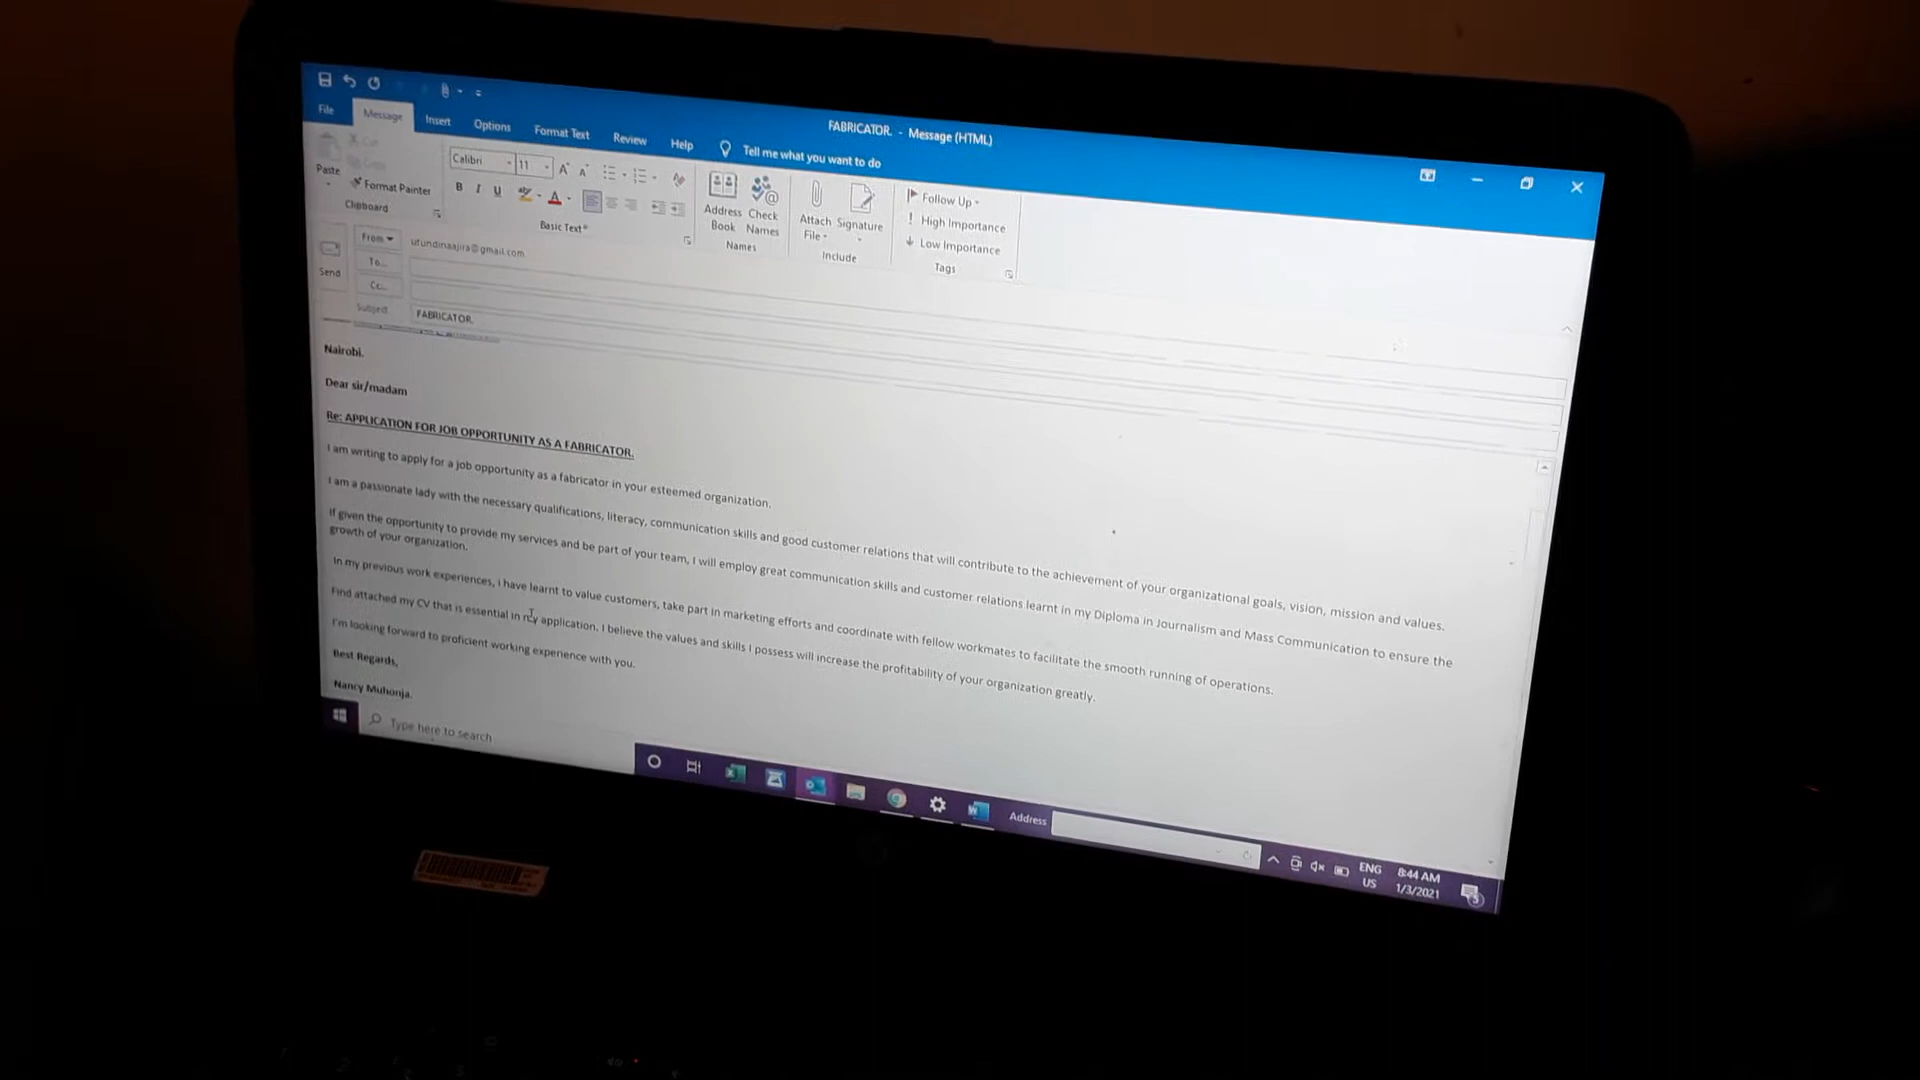 FABRICATOR. - Message (HTML)
File Message Insert Options Format Text Review Help Tell me what you want to do
Cut
Copy
Paste
Format Painter
Clipboard
Calibri 11
B I U
Basic Text
Address Book
Check Names
Names
Attach File
Signature
Include
Follow Up
High Importance
Low Importance
Tags
Send
From
ufundinaajira@gmail.com
To...
Cc...
Subject
FABRICATOR.
Nairobi.
Dear sir/madam
Re: APPLICATION FOR JOB OPPORTUNITY AS A FABRICATOR.
I am writing to apply for a job opportunity as a fabricator in your esteemed organization.
I am a passionate lady with the necessary qualifications, literacy, communication skills and good customer relations that will contribute to the achievement of your organizational goals, vision, mission and values.
If given the opportunity to provide my services and be part of your team, I will employ great communication skills and customer relations learnt in my Diploma in Journalism and Mass Communication to ensure the
growth of your organization.
In my previous work experiences, i have learnt to value customers, take part in marketing efforts and coordinate with fellow workmates to facilitate the smooth running of operations.
Find attached my CV that is essential in my application. I believe the values and skills I possess will increase the profitability of your organization greatly.
I'm looking forward to proficient working experience with you.
Best Regards,
Nancy Muhonja.
Type here to search
Address
ENG
US
8:44 AM
1/3/2021
5